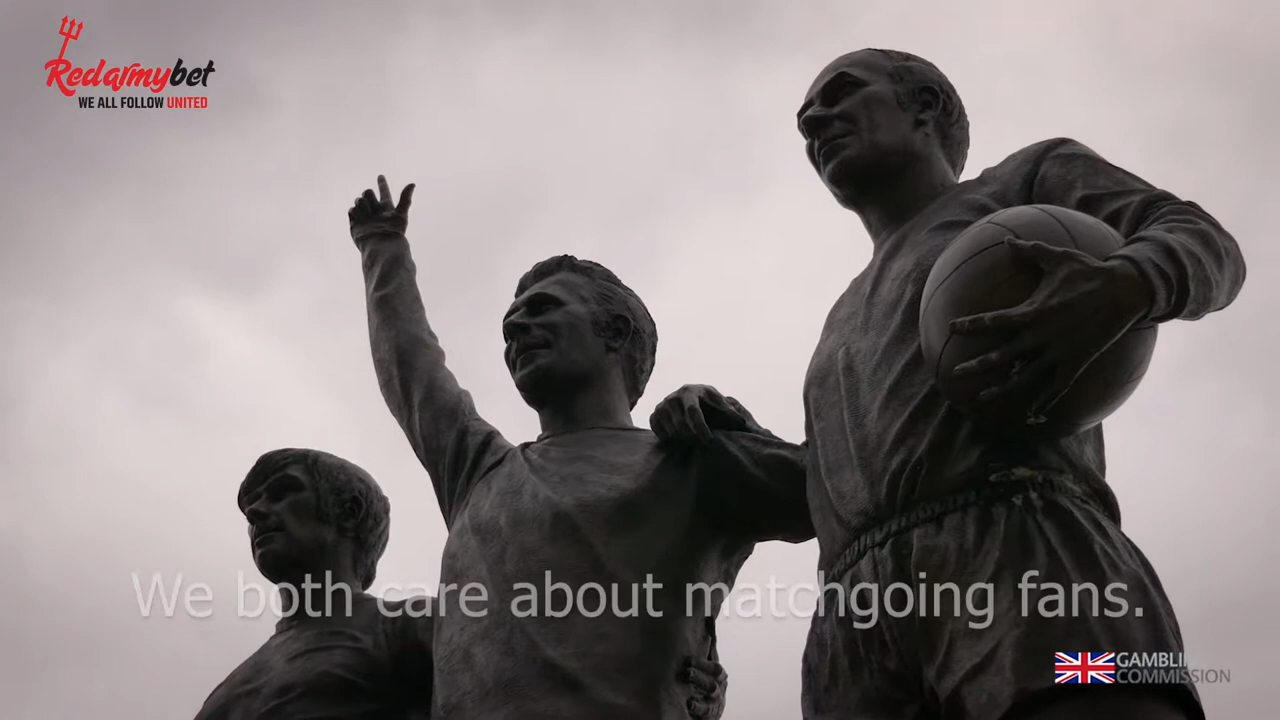 Redarmybet
WE ALL FOLLOW UNITED
We both care about matchgoing fans.
GAMBLI
COMMISSION